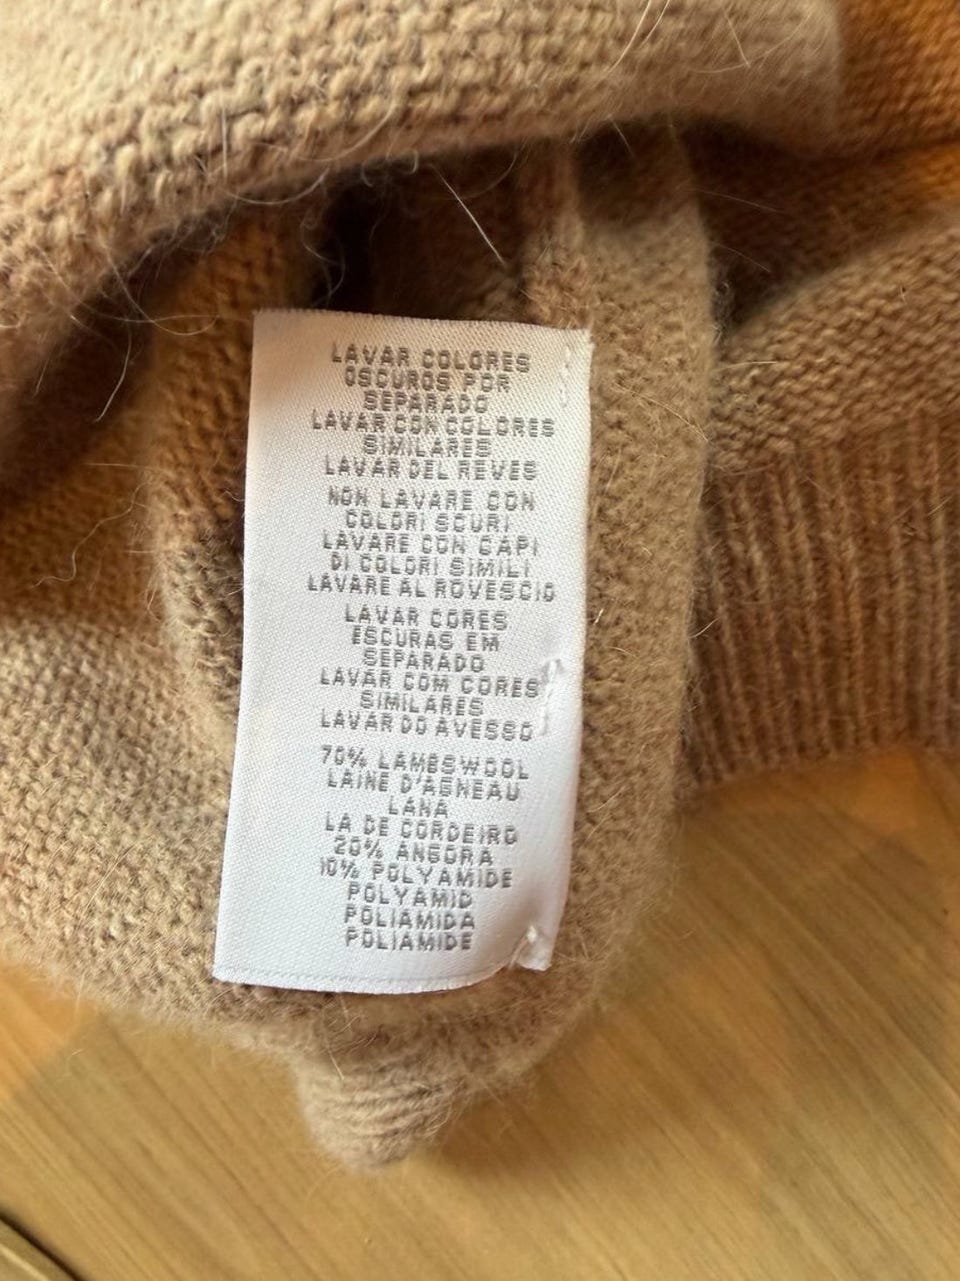 LAVAR COLORES
OSCUROS POR
SEPARADO
LAVAR CON COLORES
SIMILARES
LAVAR DEL REVES
NON LAVARE CON
COLORI SCURI
LAVARE CON CAPI
DI COLORI SIMILI
LAVARE AL ROVESCIO
LAVAR CORES
ESCURAS EM
SEPARADO
LAVAR COM CORES
SIMILARES
LAVAR DO AVESSO
70% LAMBSWOOL
LAINE D'AGNEAU
LANA
LA DE CORDEIRO
20% ANGORA
10% POLYAMIDE
POLYAMID
POLIAMIDA
POLIAMIDE